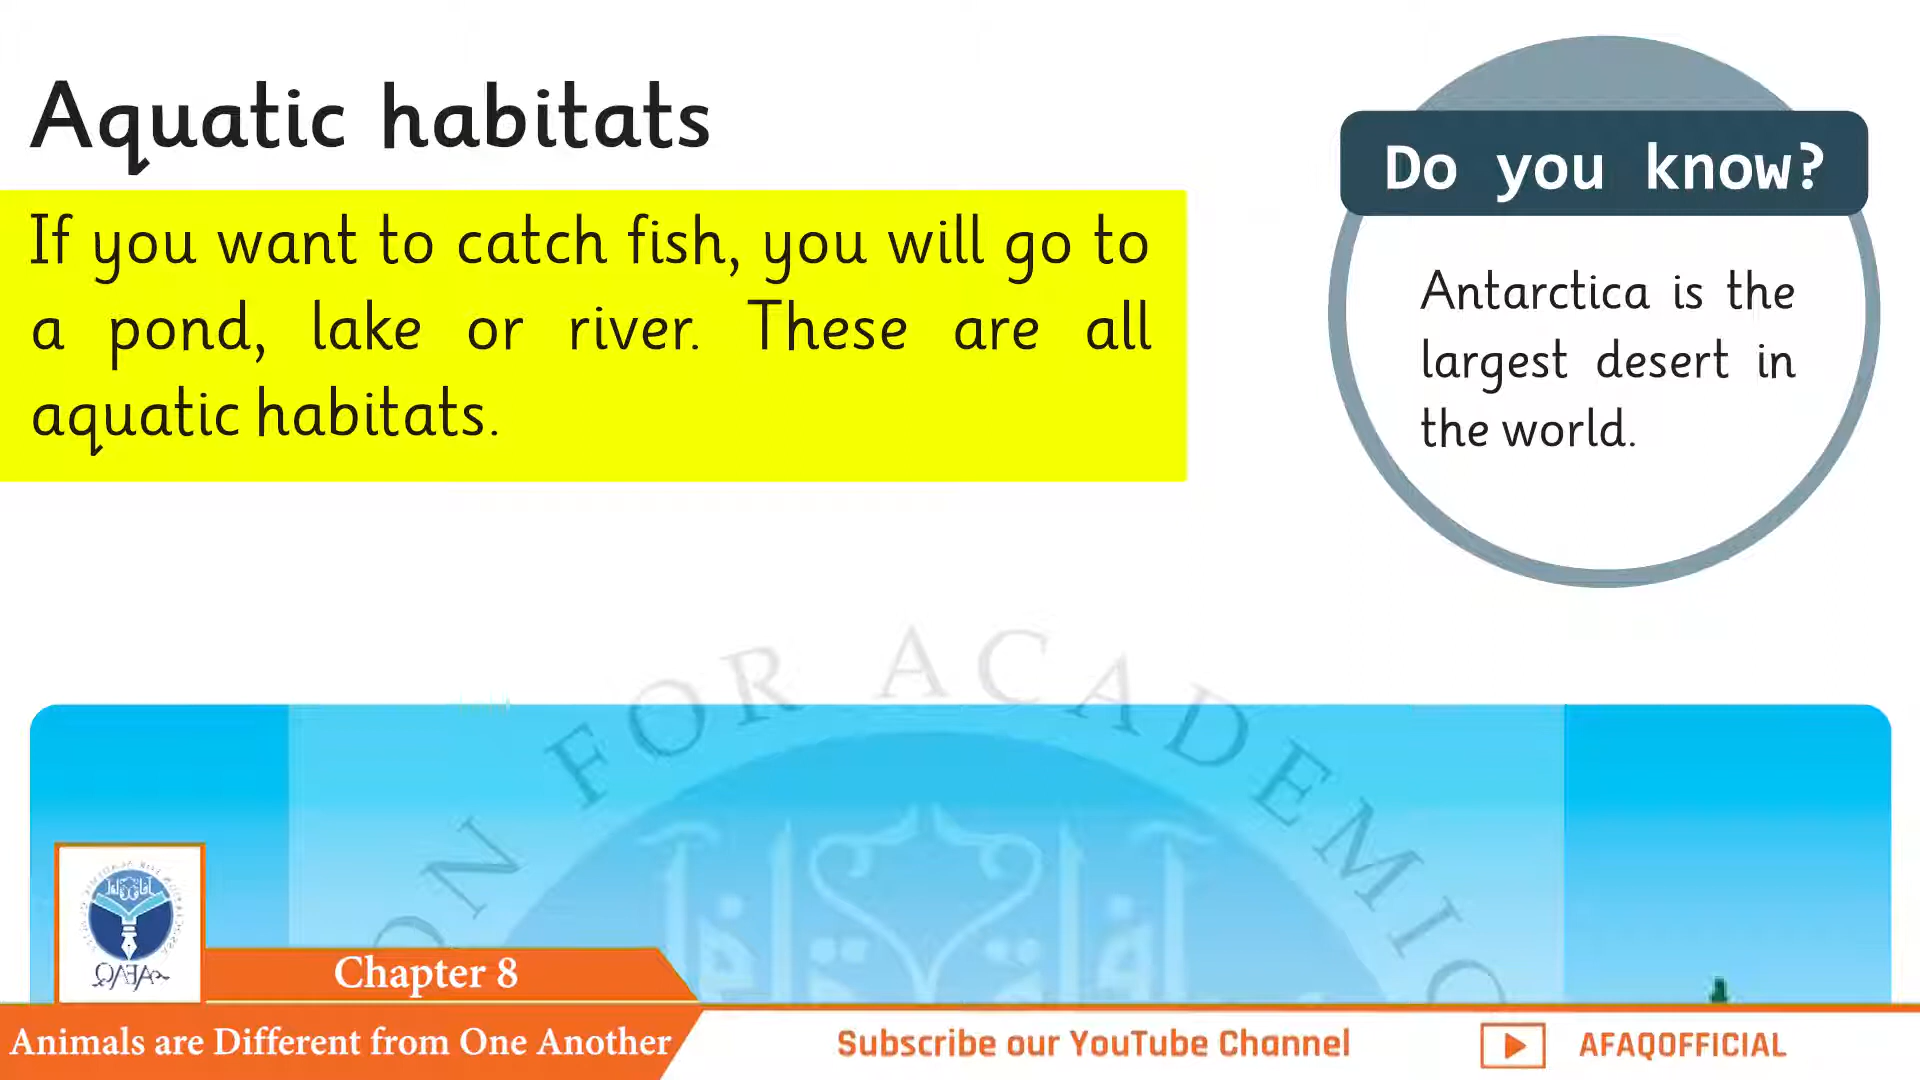 Aquatic habitats
If you want to catch fish, you will go to
a pond, lake or river. These are all
aquatic habitats.
Do you know?
Antarctica is the
largest desert in
the world.
ON FOR ACADEMIC
Chapter 8
Animals are Different from One Another
Subscribe our YouTube Channel
AFAQOFFICIAL